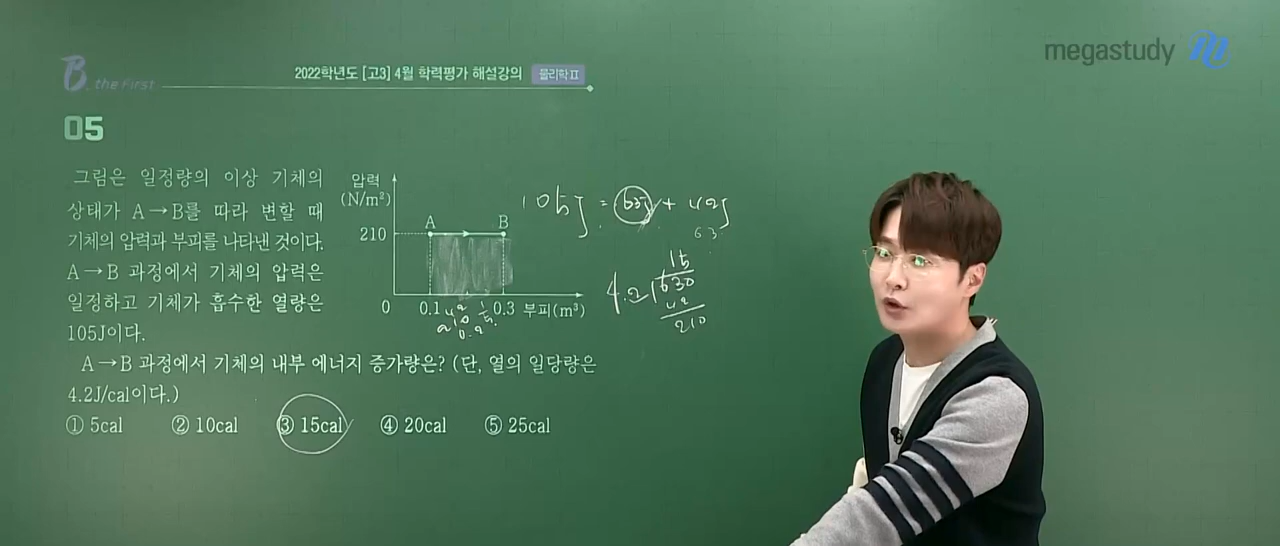 megastudy
B. the First
2022학년도 [고3] 4월 학력평가 해설강의 물리학Ⅱ
05
그림은 일정량의 이상 기체의
상태가 A→B를 따라 변할 때
기체의 압력과 부피를 나타낸 것이다.
A→B 과정에서 기체의 압력은
일정하고 기체가 흡수한 열량은
105J이다.
압력
(N/m²)
210
A
B
0
0.1
0.3
부피(m³)
A→B 과정에서 기체의 내부 에너지 증가량은? (단, 열의 일당량은
4.2J/cal이다.)
① 5cal ② 10cal ③ 15cal ④ 20cal ⑤ 25cal
105J = 63J + 42J
63
15
4.2 630
42
210